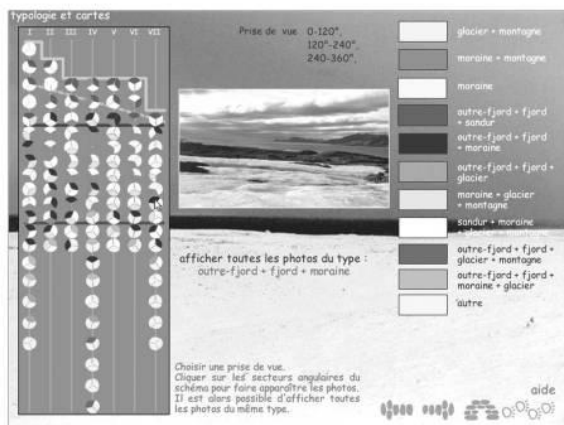 typologie et cartes
I II III IV V VI VII
Prise de vue 0-120°,
120°-240°,
240-360°,
glacier + montagne
moraine + montagne
moraine
outre-fjord + fjord
+ sandur
outre-fjord + fjord
+ moraine
outre-fjord + fjord +
glacier
moraine + glacier
+ montagne
sandur + moraine
+ glacier + montagne
outre-fjord + fjord +
glacier + montagne
outre-fjord + fjord +
moraine + glacier
autre
afficher toutes les photos du type :
outre-fjord + fjord + moraine
Choisir une prise de vue.
Cliquer sur les secteurs angulaires du
schéma pour faire apparaître les photos.
Il est alors possible d'afficher toutes
les photos du même type.
aide